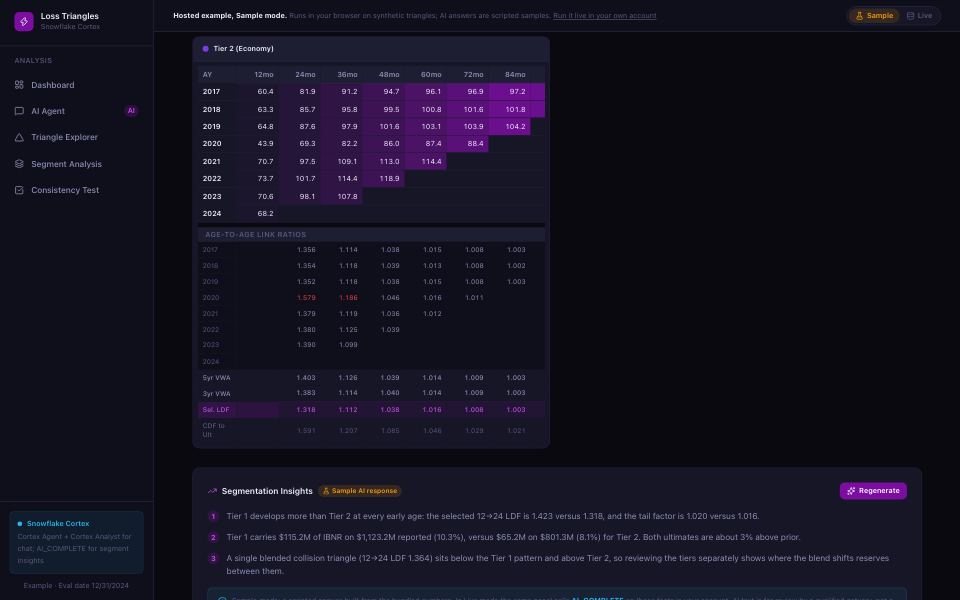 Loss Triangles
Snowflake Cortex
Hosted example, Sample mode. Runs in your browser on synthetic triangles; AI answers are scripted samples. Run it live in your own account
Sample
Live
ANALYSIS
Dashboard
AI Agent AI
Triangle Explorer
Segment Analysis
Consistency Test
Snowflake Cortex
Cortex Agent + Cortex Analyst for
chat; AI_COMPLETE for segment
insights
Example · Eval date 12/31/2024
Tier 2 (Economy)
AY 12mo 24mo 36mo 48mo 60mo 72mo 84mo
2017 60.4 81.9 91.2 94.7 96.1 96.9 97.2
2018 63.3 85.7 95.8 99.5 100.8 101.6 101.8
2019 64.8 87.6 97.9 101.6 103.1 103.9 104.2
2020 43.9 69.3 82.2 86.0 87.4 88.4
2021 70.7 97.5 109.1 113.0 114.4
2022 73.7 101.7 114.4 118.9
2023 70.6 98.1 107.8
2024 68.2
AGE-TO-AGE LINK RATIOS
2017 1.356 1.114 1.038 1.015 1.008 1.003
2018 1.354 1.118 1.039 1.013 1.008 1.002
2019 1.352 1.118 1.038 1.015 1.008 1.003
2020 1.579 1.186 1.046 1.016 1.011
2021 1.379 1.119 1.036 1.012
2022 1.380 1.125 1.039
2023 1.390 1.099
2024
5yr VWA 1.403 1.126 1.039 1.014 1.009 1.003
3yr VWA 1.383 1.114 1.040 1.014 1.009 1.003
Sel. LDF 1.318 1.112 1.038 1.016 1.008 1.003
CDF to
Ult 1.591 1.207 1.085 1.046 1.029 1.021
Segmentation Insights Sample AI response
Regenerate
1 Tier 1 develops more than Tier 2 at every early age: the selected 12→24 LDF is 1.423 versus 1.318, and the tail factor is 1.020 versus 1.016.
2 Tier 1 carries $115.2M of IBNR on $1,123.2M reported (10.3%), versus $65.2M on $801.3M (8.1%) for Tier 2. Both ultimates are about 3% above prior.
3 A single blended collision triangle (12→24 LDF 1.364) sits below the Tier 1 pattern and above Tier 2, so reviewing the tiers separately shows where the blend shifts reserves
between them.